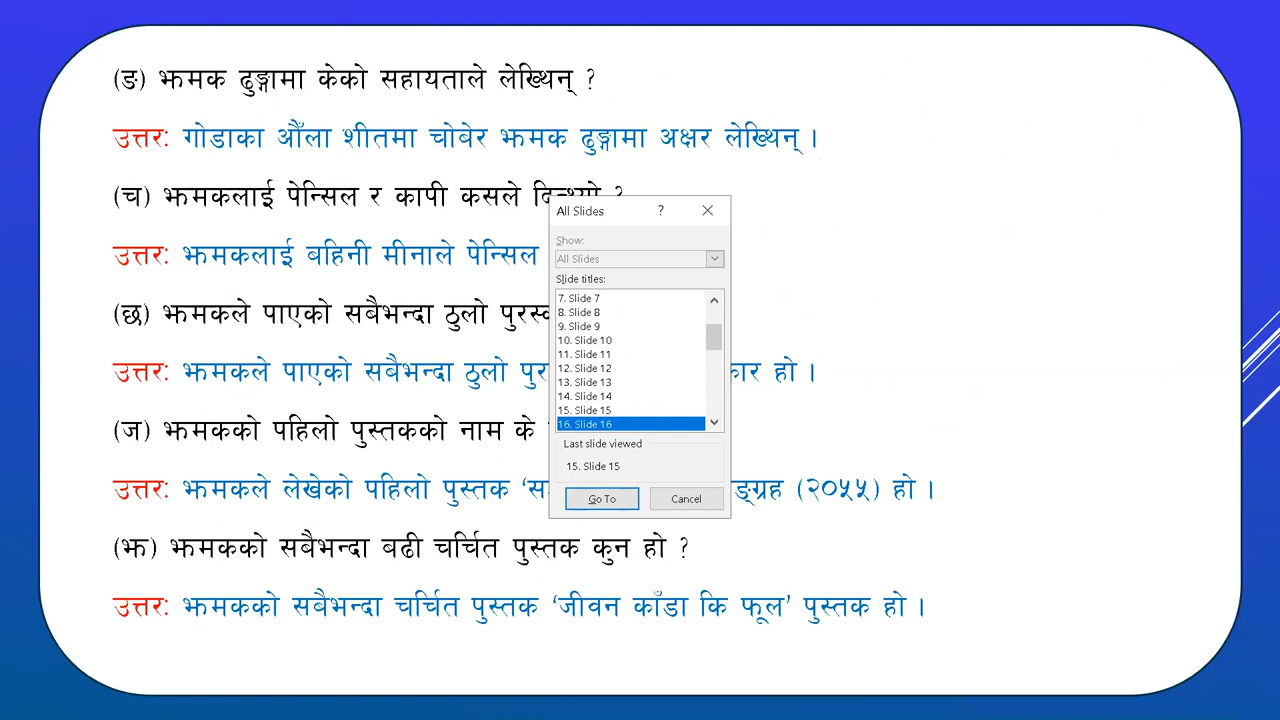 (ङ) झमक ढुङ्गामा केको सहायताले लेख्थिन् ?
उत्तर: गोडाका औंला शीतमा चोबेर झमक ढुङ्गामा अक्षर लेख्थिन् ।
(च) झमकलाई पेन्सिल र कापी कसले ?
उत्तर: झमकलाई बहिनी मीनाले पेन्सिल
(छ) झमकले पाएको सबैभन्दा ठुलो
उत्तर: झमकले पाएको सबैभन्दा ठुलो हो ।
(ज) झमकको पहिलो पुस्तकको नाम के
उत्तर: झमकले लेखेको पहिलो पुस्तक (२०५५) हो ।
(झ) झमकको सबैभन्दा बढी चर्चित पुस्तक कुन हो ?
उत्तर: झमकको सबैभन्दा चर्चित पुस्तक ‘जीवन काँडा कि फूल’ पुस्तक हो ।
All Slides ?
Show:
All Slides
Slide titles:
7. Slide 7
8. Slide 8
9. Slide 9
10. Slide 10
11. Slide 11
12. Slide 12
13. Slide 13
14. Slide 14
15. Slide 15
16. Slide 16
Last slide viewed
15. Slide 15
Go To Cancel